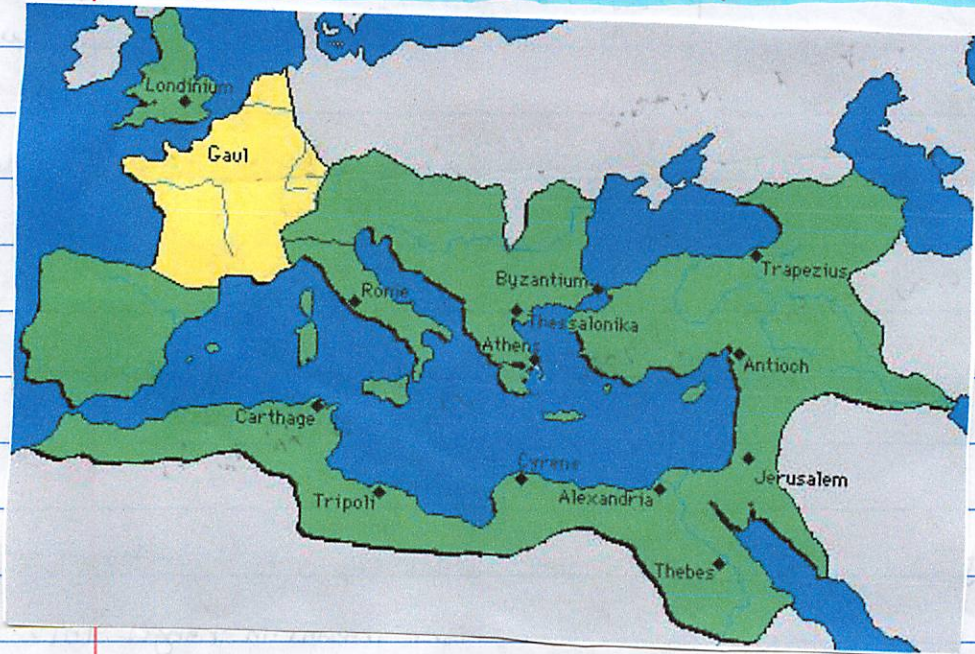 Londinium
Gaul
Byzantium
Trapezius
Rome
Thessalonika
Athens
Antioch
Carthage
Cyrene
Jerusalem
Tripoli
Alexandria
Thebes